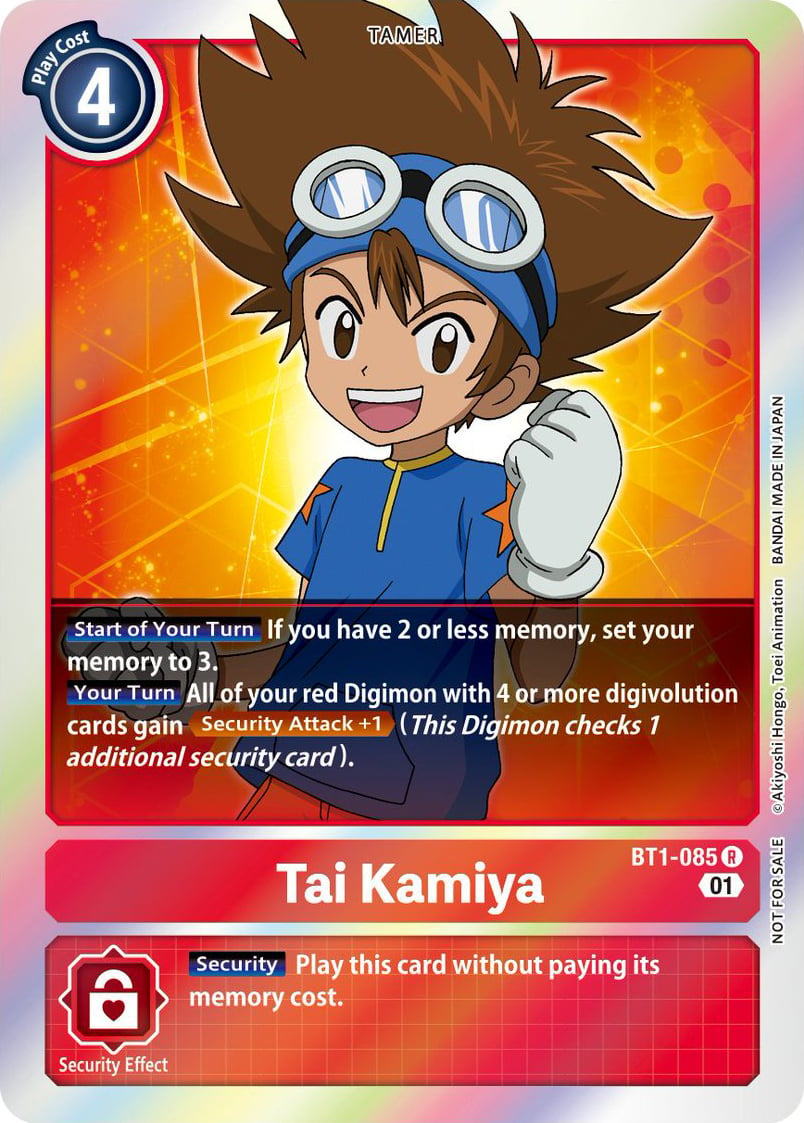 TAMER
Play Cost
4
Start of Your Turn If you have 2 or less memory, set your
memory to 3.
Your Turn All of your red Digimon with 4 or more digivolution
cards gain Security Attack +1 (This Digimon checks 1
additional security card).
© Akiyoshi Hongo, Toei Animation BANDAI MADE IN JAPAN
BT1-085 R
01
Tai Kamiya
NOT FOR SALE
Security Play this card without paying its
memory cost.
Security Effect